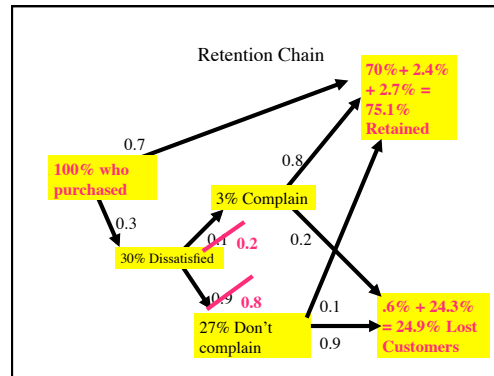 Retention Chain
70%+ 2.4%
+ 2.7% =
75.1%
Retained
0.7
0.8
100% who
purchased
3% Complain
0.3
0.1
0.2
0.2
30% Dissatisfied
0.9
0.8
0.1
.6% + 24.3%
= 24.9% Lost
Customers
27% Don't
complain
0.9